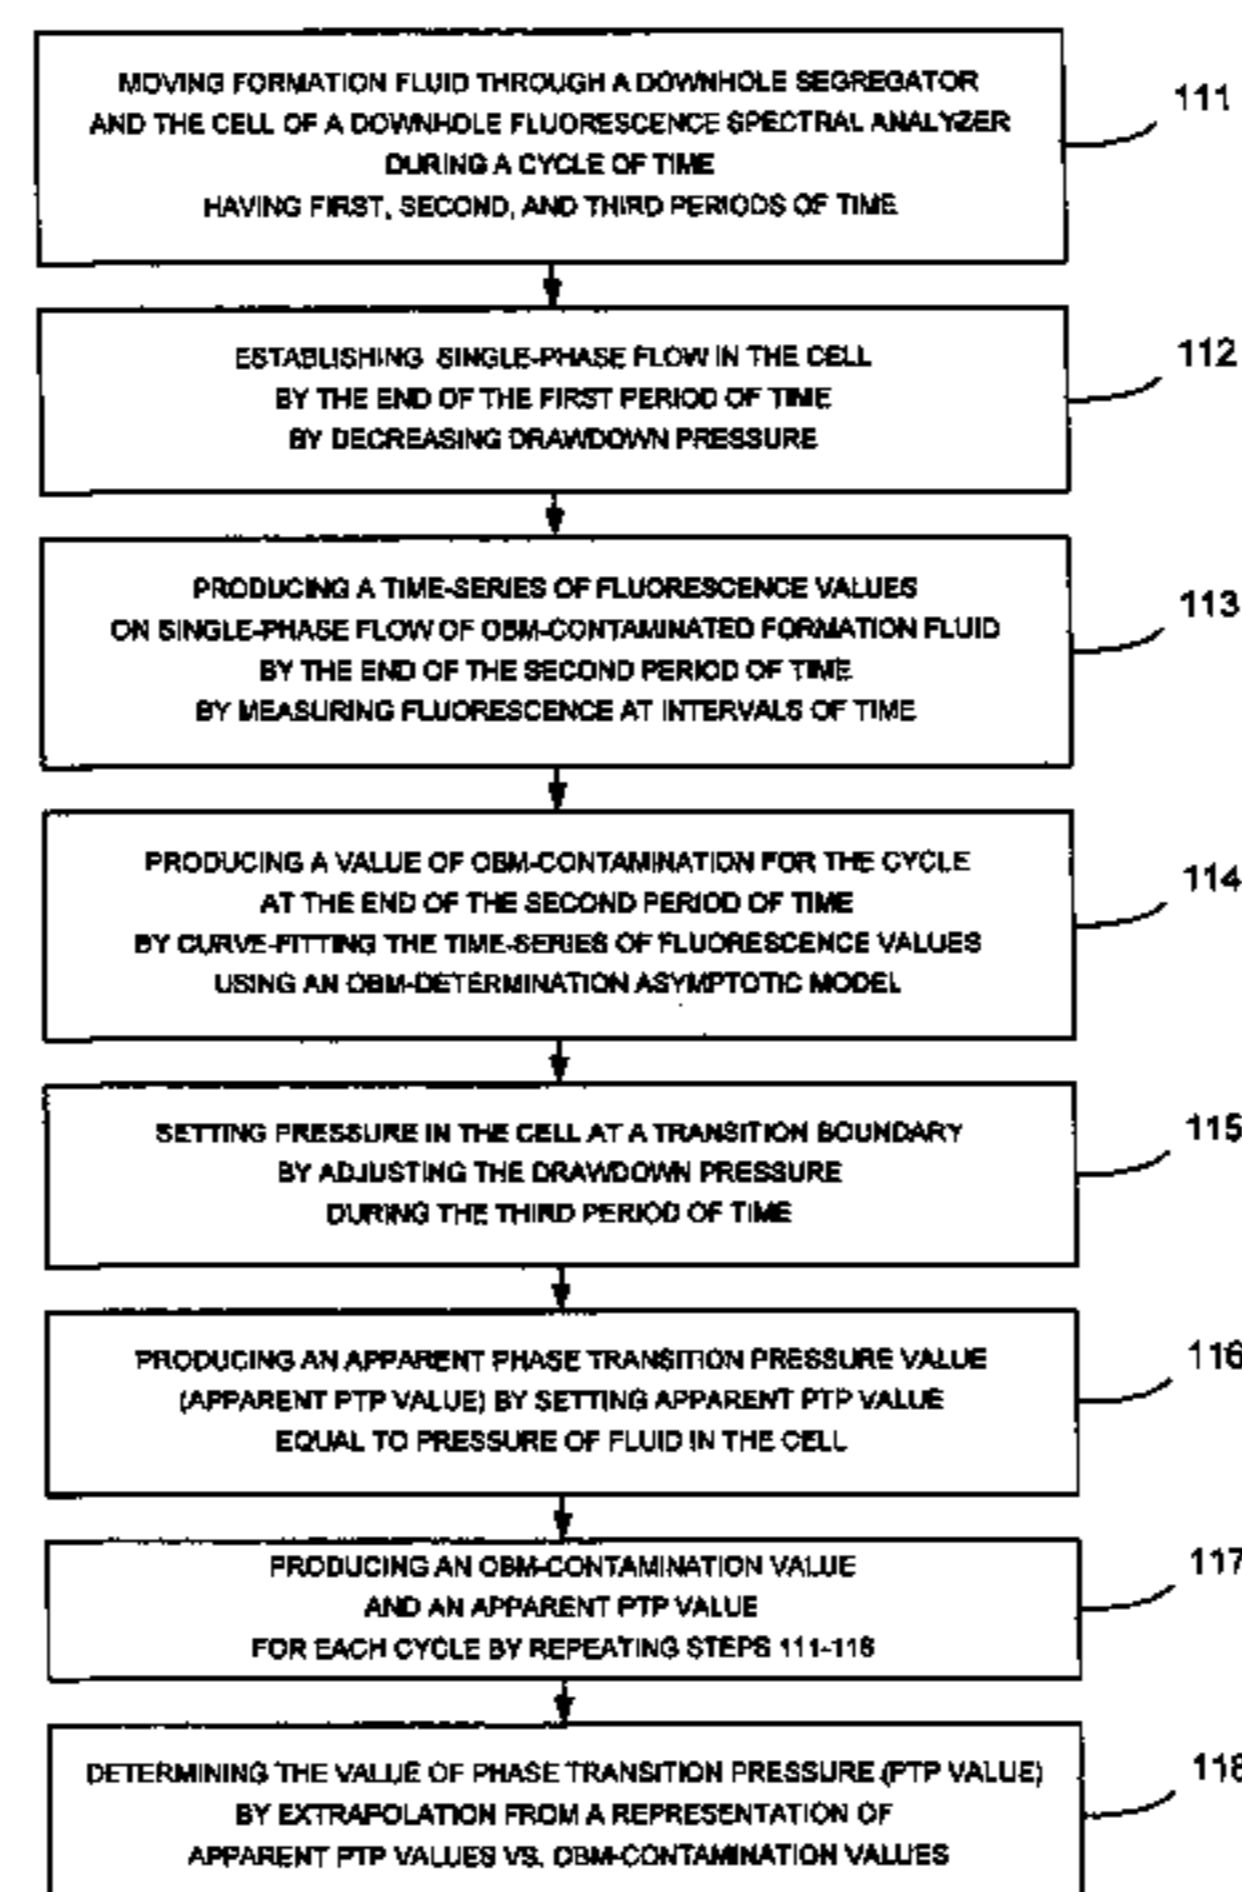 MOVING FORMATION FLUID THROUGH A DOWNHOLE SEGREGATOR
AND THE CELL OF A DOWNHOLE FLUORESCENCE SPECTRAL ANALYZER
DURING A CYCLE OF TIME
HAVING FIRST, SECOND, AND THIRD PERIODS OF TIME
111
ESTABLISHING SINGLE-PHASE FLOW IN THE CELL
BY THE END OF THE FIRST PERIOD OF TIME
BY DECREASING DRAWDOWN PRESSURE
112
PRODUCING A TIME-SERIES OF FLUORESCENCE VALUES
ON SINGLE-PHASE FLOW OF OBM-CONTAMINATED FORMATION FLUID
BY THE END OF THE SECOND PERIOD OF TIME
BY MEASURING FLUORESCENCE AT INTERVALS OF TIME
113
PRODUCING A VALUE OF OBM-CONTAMINATION FOR THE CYCLE
AT THE END OF THE SECOND PERIOD OF TIME
BY CURVE-FITTING THE TIME-SERIES OF FLUORESCENCE VALUES
USING AN OBM-DETERMINATION ASYMPTOTIC MODEL
114
SETTING PRESSURE IN THE CELL AT A TRANSITION BOUNDARY
BY ADJUSTING THE DRAWDOWN PRESSURE
DURING THE THIRD PERIOD OF TIME
115
PRODUCING AN APPARENT PHASE TRANSITION PRESSURE VALUE
(APPARENT PTP VALUE) BY SETTING APPARENT PTP VALUE
EQUAL TO PRESSURE OF FLUID IN THE CELL
116
PRODUCING AN OBM-CONTAMINATION VALUE
AND AN APPARENT PTP VALUE
FOR EACH CYCLE BY REPEATING STEPS 111-116
117
DETERMINING THE VALUE OF PHASE TRANSITION PRESSURE (PTP VALUE)
BY EXTRAPOLATION FROM A REPRESENTATION OF
APPARENT PTP VALUES VS. OBM-CONTAMINATION VALUES
118